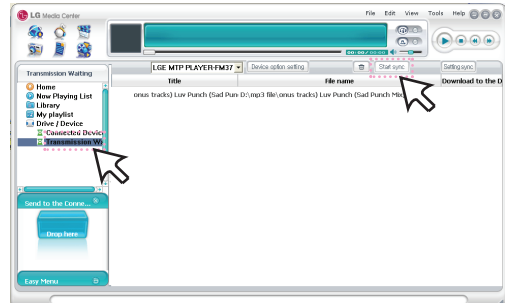 LG Media Center
File Edit View Tools Help
00:00 / 00:00
Transmission Waiting
LGE MTP PLAYER-FM37
Device option setting
Start sync
Setting sync
Title File name Download to the D
Home
Now Playing List
Library
My playlist
Drive / Device
Connected Device
Transmission W
onus tracks) Luv Punch (Sad Pun D:\mp3 file\onus tracks) Luv Punch (Sad Punch Mix)
Send to the Conne...
Drop here
Easy Menu